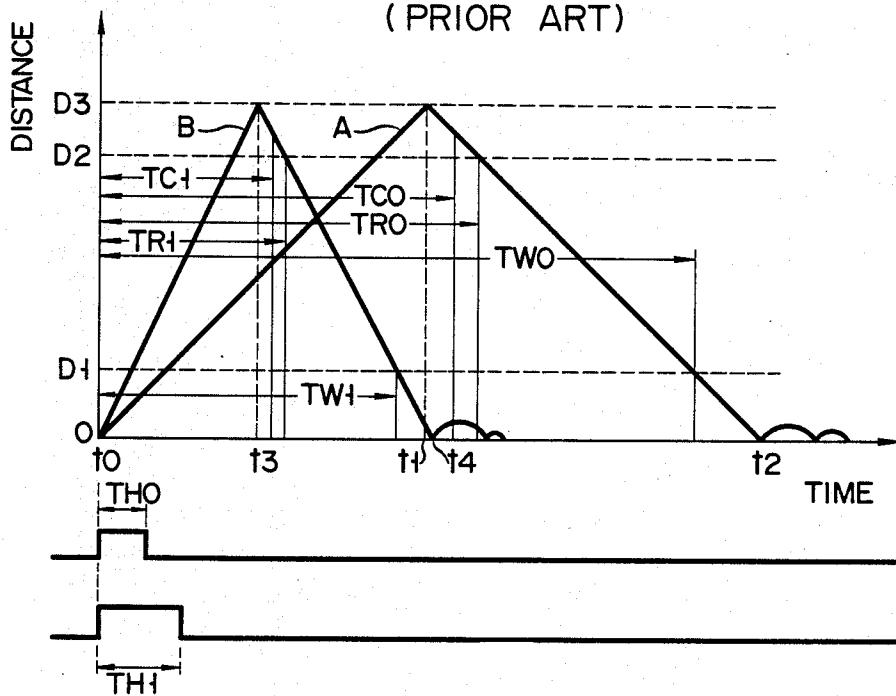 (PRIOR ART)
DISTANCE
D3
B
A
D2
TC1
TC0
TR0
TR1
TW0
D1
TW1
0
t0
t3
t1
t4
t2
TH0
TIME
TH1